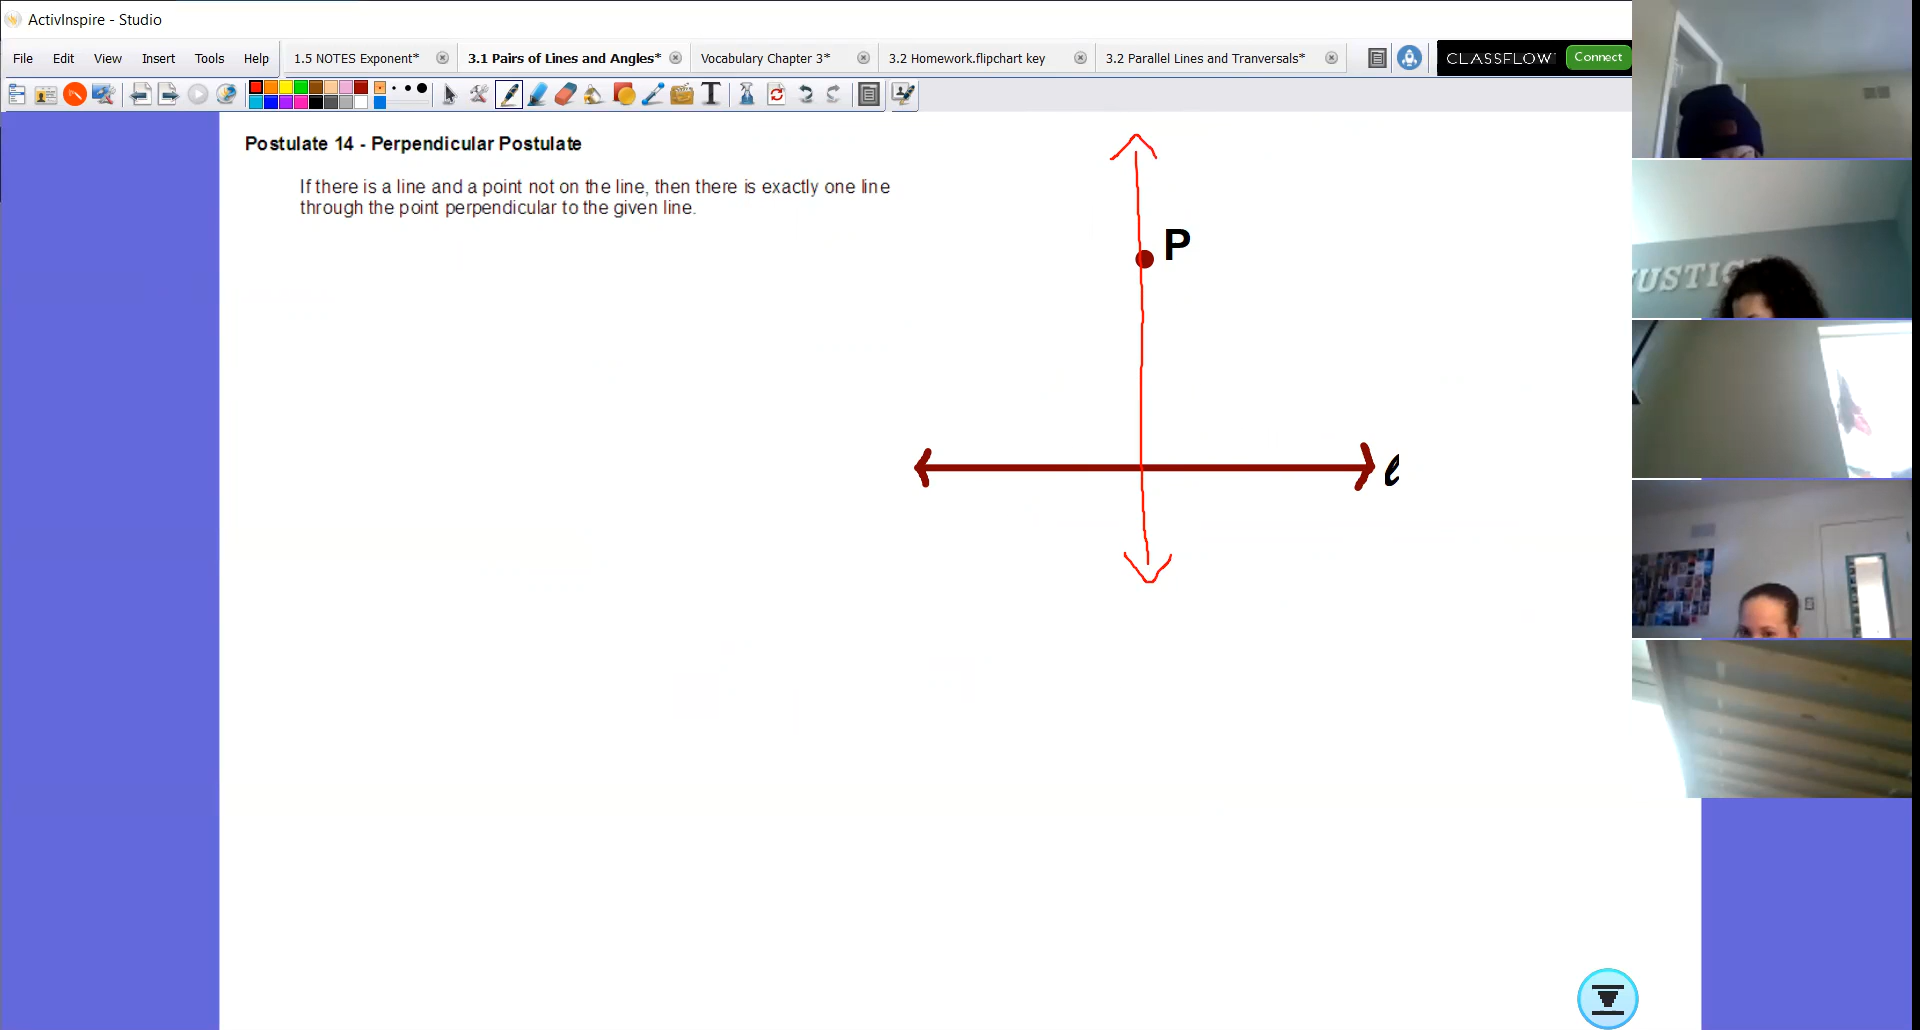 ActivInspire - Studio
File Edit View Insert Tools Help
1.5 NOTES Exponent* 3.1 Pairs of Lines and Angles* Vocabulary Chapter 3* 3.2 Homework.flipchart key 3.2 Parallel Lines and Tranversals* CLASSFLOW Connect
T
Postulate 14 - Perpendicular Postulate
If there is a line and a point not on the line, then there is exactly one line
through the point perpendicular to the given line.
P
ℓ
USTIC